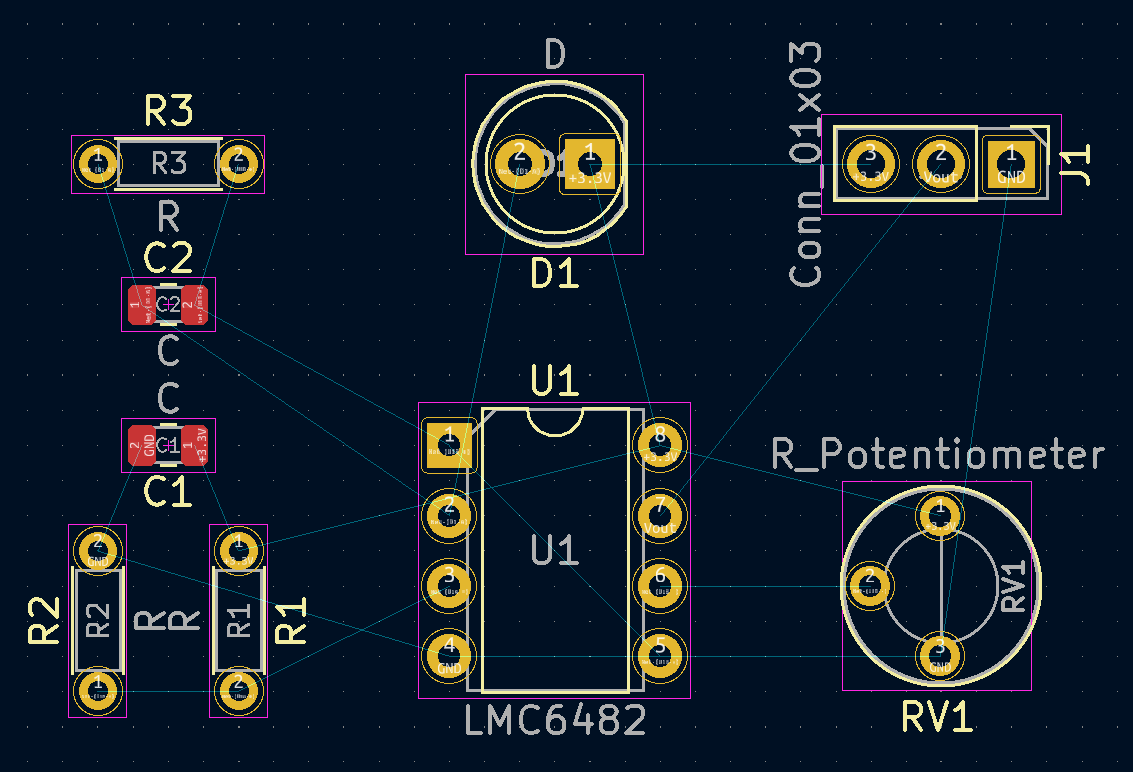 D
R3
1
R3
2
R
2
1
+3.3V
D1
Conn_01x03
3
+3.3V
2
Vout
1
GND
J1
C2
1
C2
2
C
C
2
GND
C1
1
+3.3V
C1
U1
1
8
+3.3V
2
7
Vout
U1
3
6
4
GND
5
LMC6482
R_Potentiometer
1
+3.3V
2
RV1
3
GND
RV1
2
GND
1
+3.3V
R2
R2
R
R
R1
R1
1
2